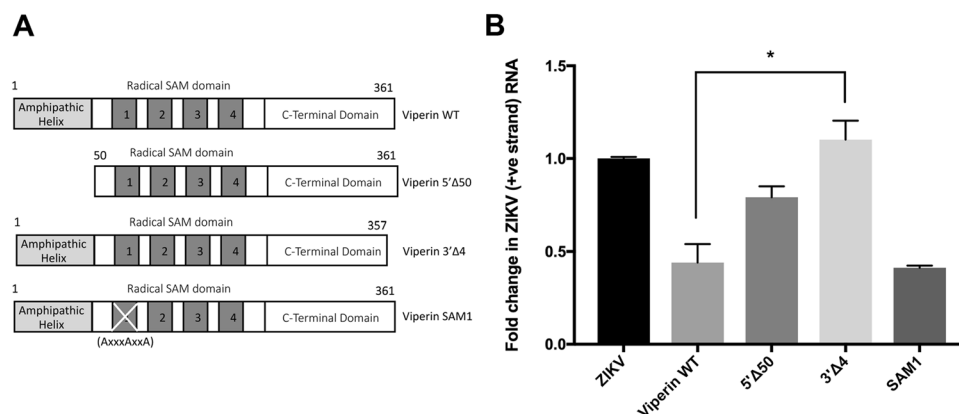 A
1
Radical SAM domain
361
Amphipathic
Helix
1
2
3
4
C-Terminal Domain
Viperin WT
50
Radical SAM domain
361
1
2
3
4
C-Terminal Domain
Viperin 5'Δ50
1
Radical SAM domain
357
Amphipathic
Helix
1
2
3
4
C-Terminal Domain
Viperin 3'Δ4
1
Radical SAM domain
361
Amphipathic
Helix
2
3
4
C-Terminal Domain
Viperin SAM1
(AxxxAxxA)
B
Fold change in ZIKV (+ve strand) RNA
1.5
1.0
0.5
0.0
*
ZIKV
Viperin WT
5'Δ50
3'Δ4
SAM1